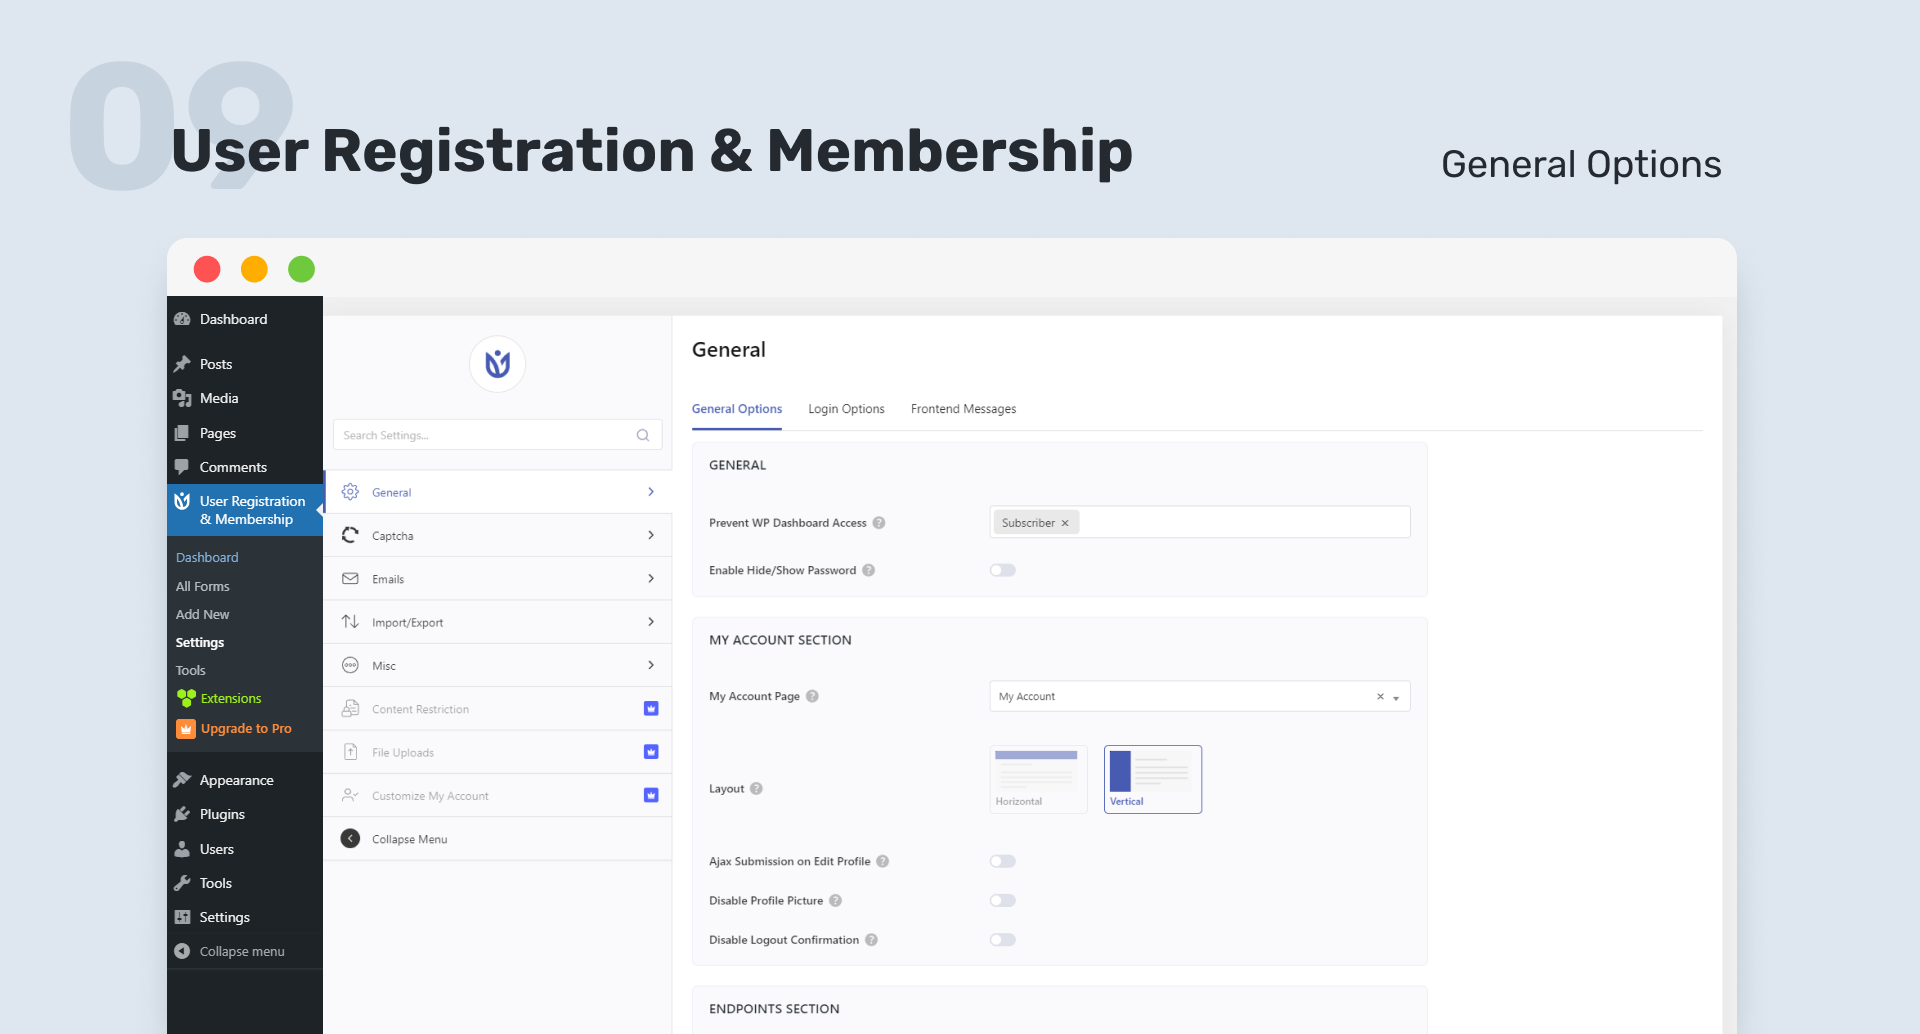 09
User Registration & Membership
General Options
Dashboard
Posts
Media
Pages
Comments
User Registration
& Membership
Dashboard
All Forms
Add New
Settings
Tools
Extensions
Upgrade to Pro
Appearance
Plugins
Users
Tools
Settings
Collapse menu
Search Settings...
General
Captcha
Emails
Import/Export
Misc
Content Restriction
File Uploads
Customize My Account
Collapse Menu
General
General Options Login Options Frontend Messages
GENERAL
Prevent WP Dashboard Access ? Subscriber ×
Enable Hide/Show Password ?
MY ACCOUNT SECTION
My Account Page ? My Account ×
Layout ?
Horizontal Vertical
Ajax Submission on Edit Profile ?
Disable Profile Picture ?
Disable Logout Confirmation ?
ENDPOINTS SECTION